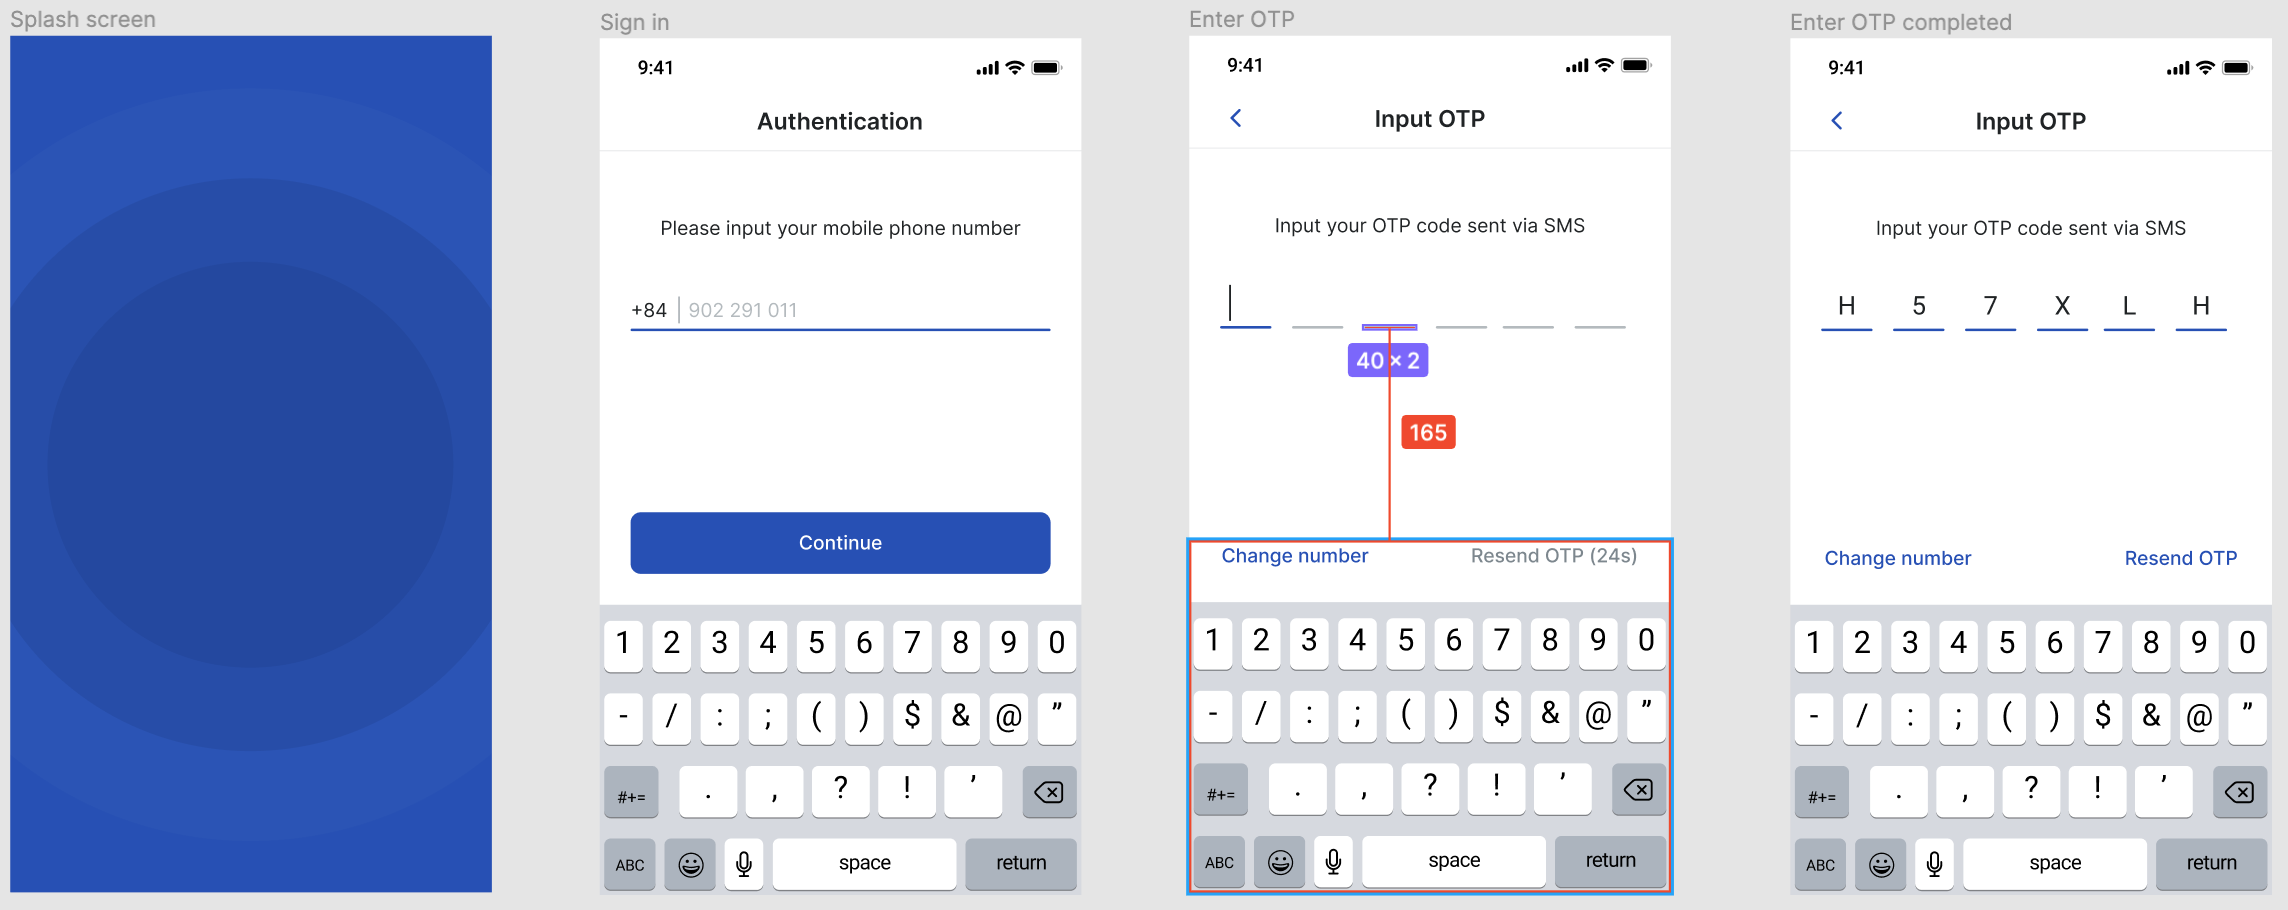 Splash screen
Sign in
9:41
Authentication
Please input your mobile phone number
+84 902 291 011
Continue
1 2 3 4 5 6 7 8 9 0
- / : ; ( ) $ & @ ”
#+= . , ? ! ’
ABC space return
Enter OTP
9:41
Input OTP
Input your OTP code sent via SMS
40 × 2
165
Change number Resend OTP (24s)
1 2 3 4 5 6 7 8 9 0
- / : ; ( ) $ & @ ”
#+= . , ? ! ’
ABC space return
Enter OTP completed
9:41
Input OTP
Input your OTP code sent via SMS
H 5 7 X L H
Change number Resend OTP
1 2 3 4 5 6 7 8 9 0
- / : ; ( ) $ & @ ”
#+= . , ? ! ’
ABC space return